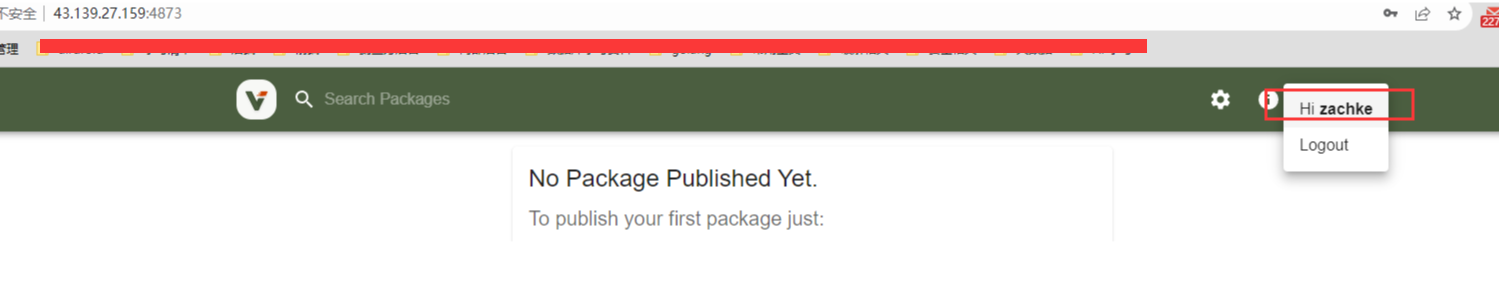 不安全 43.139.27.159:4873
227
管理
Search Packages
Hi zachke
Logout
No Package Published Yet.
To publish your first package just: